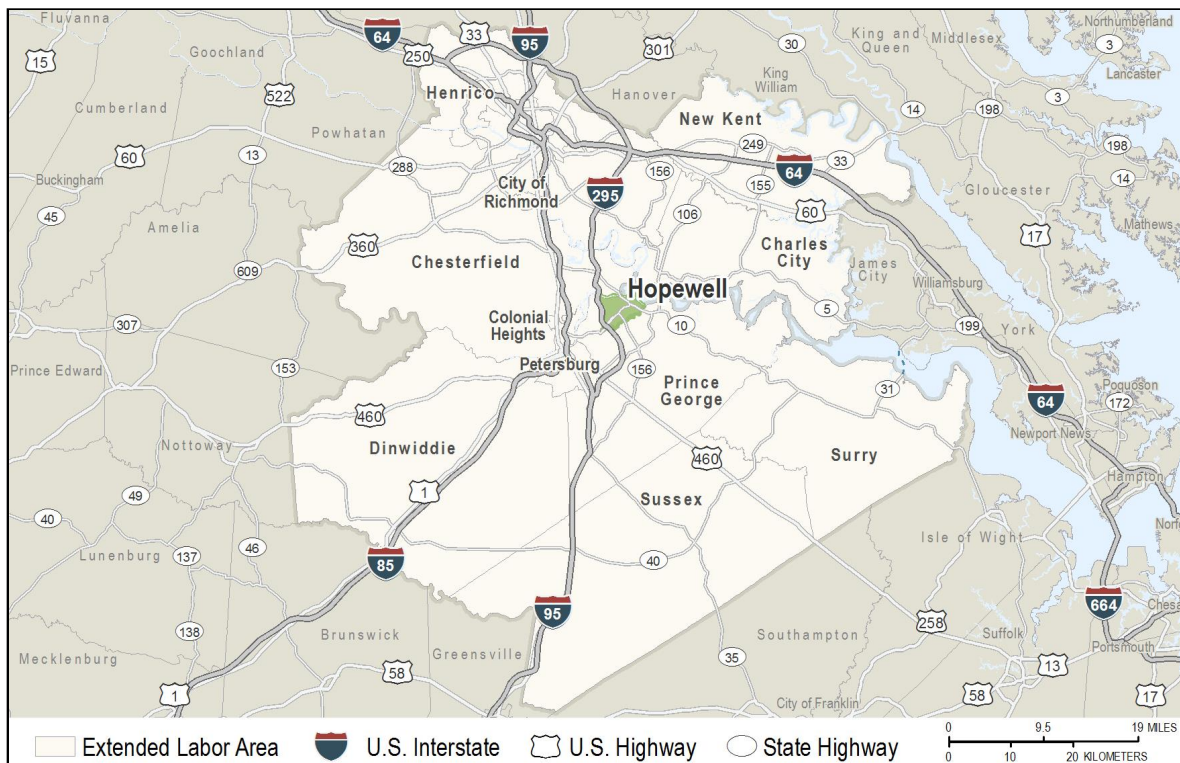 Fluvanna
Goochland
64
33
95
301
30
King and
Queen
Middlesex
Northumberland
3
15
250
Lancaster
522
Henrico
Hanover
King
William
14
198
3
Cumberland
Powhatan
New Kent
249
33
198
60
13
288
156
64
Buckingham
155
14
City of
Richmond
295
60
Gloucester
45
106
Mathews
Amelia
360
Charles
City
17
609
Chesterfield
James
City
Hopewell
Williamsburg
307
Colonial
Heights
10
5
199
York
Prince Edward
153
Petersburg
156
Prince
George
31
Poquoson
172
460
64
Nottoway
Dinwiddie
460
Surry
Newport News
1
Sussex
Hampton
49
40
Norf
Lunenburg
137
46
85
40
Isle of Wight
95
664
Chesa
138
258
Brunswick
Southampton
Suffolk
Mecklenburg
Greensville
35
Portsmouth
58
13
1
City of Franklin
58
17
Extended Labor Area
U.S. Interstate
U.S. Highway
State Highway
0 9.5 19 MILES
0 10 20 KILOMETERS